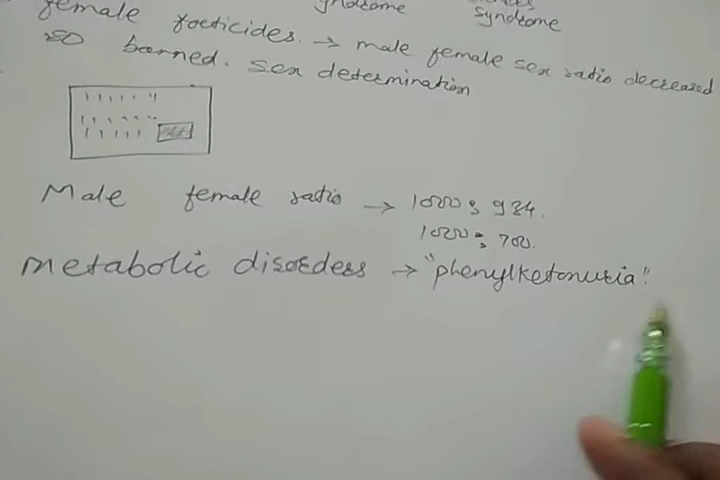 female foeticides. → male female sex ratio decreased
so banned. sex determination
Male female ratio → 1000 : 934.
1000 : 700.
metabolic disorders → "phenylketonuria".